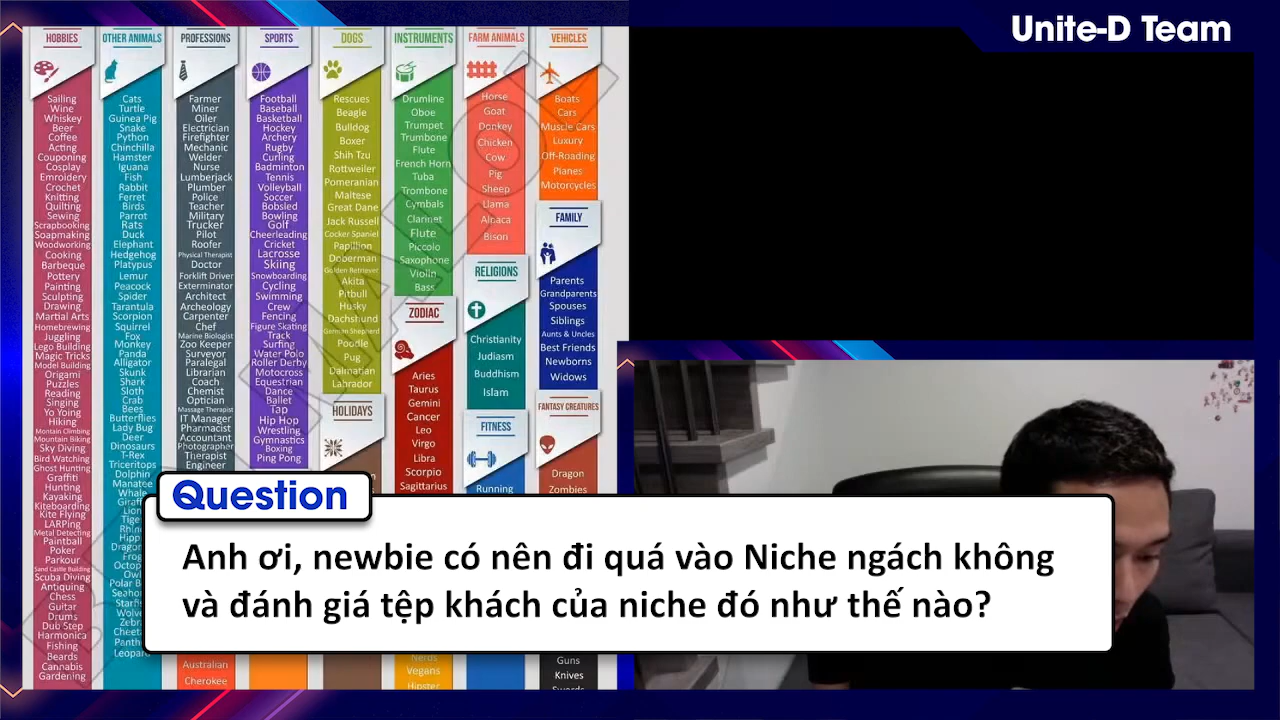 Unite-D Team
HOBBIES
Sailing
Wine
Whiskey
Beer
Coffee
Acting
Couponing
Cosplay
Emroidery
Crochet
Knitting
Quilting
Sewing
Scrapbooking
Soapmaking
Woodworking
Cooking
Barbeque
Pottery
Painting
Sculpting
Drawing
Martial Arts
Homebrewing
Juggling
Lego Building
Magic Tricks
Model Building
Origami
Puzzles
Reading
Singing
Yo Yoing
Hiking
Montain Climbing
Mountain Biking
Sky Diving
Bird Watching
Ghost Hunting
Graffiti
Hunting
Kayaking
Kiteboarding
Kite Flying
LARPing
Metal Detecting
Paintball
Poker
Parkour
Sand Castle Building
Scuba Diving
Antiquing
Chess
Guitar
Drums
Dub Step
Harmonica
Fishing
Beards
Cannabis
Gardening
OTHER ANIMALS
Cats
Turtle
Guinea Pig
Snake
Python
Chinchilla
Hamster
Iguana
Fish
Rabbit
Ferret
Birds
Parrot
Rats
Duck
Elephant
Hedgehog
Platypus
Lemur
Peacock
Spider
Tarantula
Scorpion
Squirrel
Fox
Monkey
Panda
Alligator
Skunk
Shark
Sloth
Crab
Bees
Butterflies
Lady Bug
Deer
Dinosaurs
T-Rex
Triceritops
Dolphin
Manatee
PROFESSIONS
Farmer
Miner
Oiler
Electrician
Firefighter
Mechanic
Welder
Nurse
Lumberjack
Plumber
Police
Teacher
Military
Trucker
Pilot
Roofer
Physical Therapist
Doctor
Forklift Driver
Exterminator
Architect
Archeology
Carpenter
Chef
Marine Biologist
Zoo Keeper
Surveyor
Paralegal
Librarian
Coach
Chemist
Optician
Massage Therapist
IT Manager
Pharmacist
Accountant
Photographer
Therapist
Engineer
Australian
Cherokee
SPORTS
Football
Baseball
Basketball
Hockey
Archery
Rugby
Curling
Badminton
Tennis
Volleyball
Soccer
Bobsled
Bowling
Golf
Cheerleading
Cricket
Lacrosse
Skiing
Snowboarding
Cycling
Swimming
Crew
Fencing
Figure Skating
Track
Surfing
Water Polo
Roller Derby
Motocross
Equestrian
Dance
Ballet
Tap
Hip Hop
Wrestling
Gymnastics
Boxing
Ping Pong
DOGS
Rescues
Beagle
Bulldog
Boxer
Shih Tzu
Rottweiler
Pomeranian
Maltese
Great Dane
Jack Russell
Cocker Spaniel
Papillion
Doberman
Golden Retriever
Akita
Pitbull
Husky
Dachshund
German Shepherd
Poodle
Pug
Dalmatian
Labrador
HOLIDAYS
INSTRUMENTS
Drumline
Oboe
Trumpet
Trumbone
Flute
French Horn
Tuba
Trombone
Cymbals
Clarinet
Flute
Piccolo
Saxophone
Violin
Bass
ZODIAC
Aries
Taurus
Gemini
Cancer
Leo
Virgo
Libra
Scorpio
Sagittarius
Nerds
Vegans
Hipster
FARM ANIMALS
Horse
Goat
Donkey
Chicken
Cow
Pig
Sheep
Llama
Alpaca
Bison
RELIGIONS
Christianity
Judiasm
Buddhism
Islam
FITNESS
Running
VEHICLES
Boats
Cars
Muscle Cars
Luxury
Off-Roading
Planes
Motorcycles
FAMILY
Parents
Grandparents
Spouses
Siblings
Aunts & Uncles
Best Friends
Newborns
Widows
FANTASY CREATURES
Dragon
Zombies
Guns
Knives
Swords
Question
Anh ơi, newbie có nên đi quá vào Niche ngách không
và đánh giá tệp khách của niche đó như thế nào?